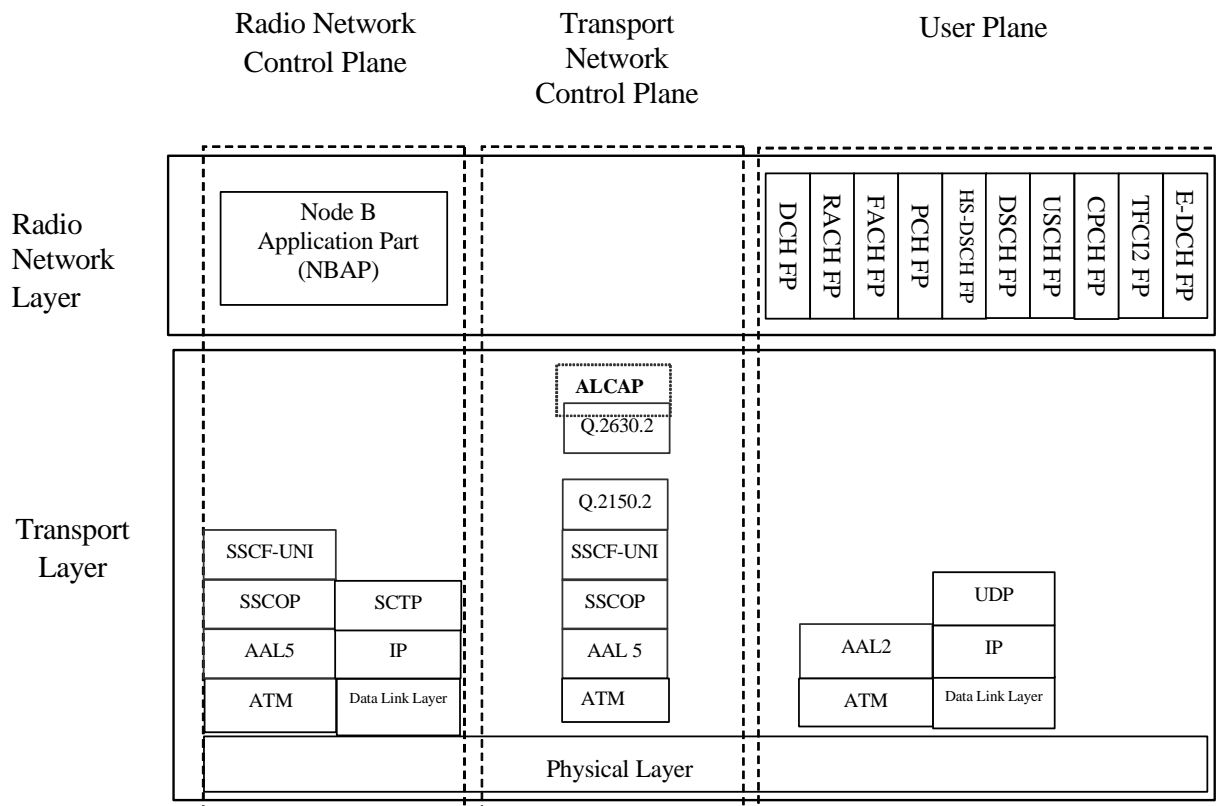 Radio Network
Control Plane
Transport
Network
Control Plane
User Plane
Radio
Network
Layer
Node B
Application Part
(NBAP)
DCH FP
RACH FP
FACH FP
PCH FP
HS-DSCH FP
DSCH FP
USCH FP
CPCH FP
TFCI2 FP
E-DCH FP
Transport
Layer
ALCAP
Q.2630.2
Q.2150.2
SSCF-UNI
SSCF-UNI
SSCOP
SCTP
SSCOP
UDP
AAL5
IP
AAL 5
AAL2
IP
ATM
Data Link Layer
ATM
ATM
Data Link Layer
Physical Layer